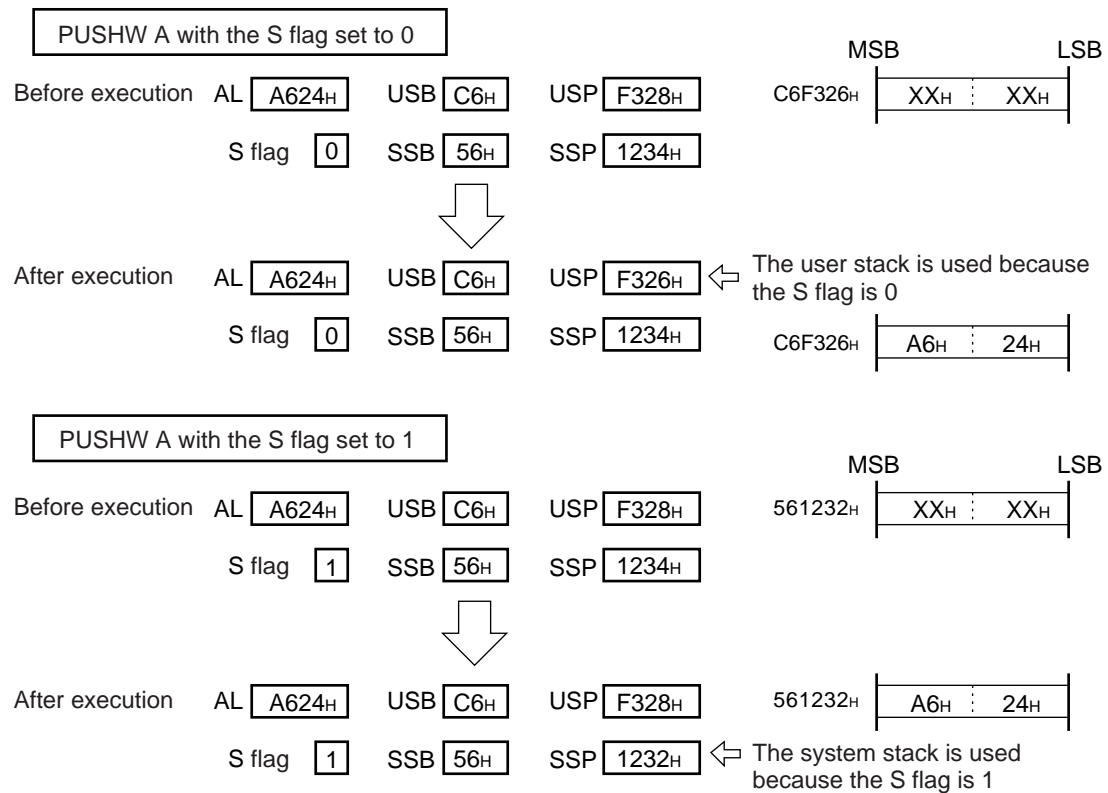 PUSHW A with the S flag set to 0
MSB LSB
Before execution AL A624H USB C6H USP F328H C6F326H XXH XXH
S flag 0 SSB 56H SSP 1234H
After execution AL A624H USB C6H USP F326H The user stack is used because
the S flag is 0
S flag 0 SSB 56H SSP 1234H C6F326H A6H 24H
PUSHW A with the S flag set to 1
MSB LSB
Before execution AL A624H USB C6H USP F328H 561232H XXH XXH
S flag 1 SSB 56H SSP 1234H
After execution AL A624H USB C6H USP F328H 561232H A6H 24H
S flag 1 SSB 56H SSP 1232H The system stack is used
because the S flag is 1